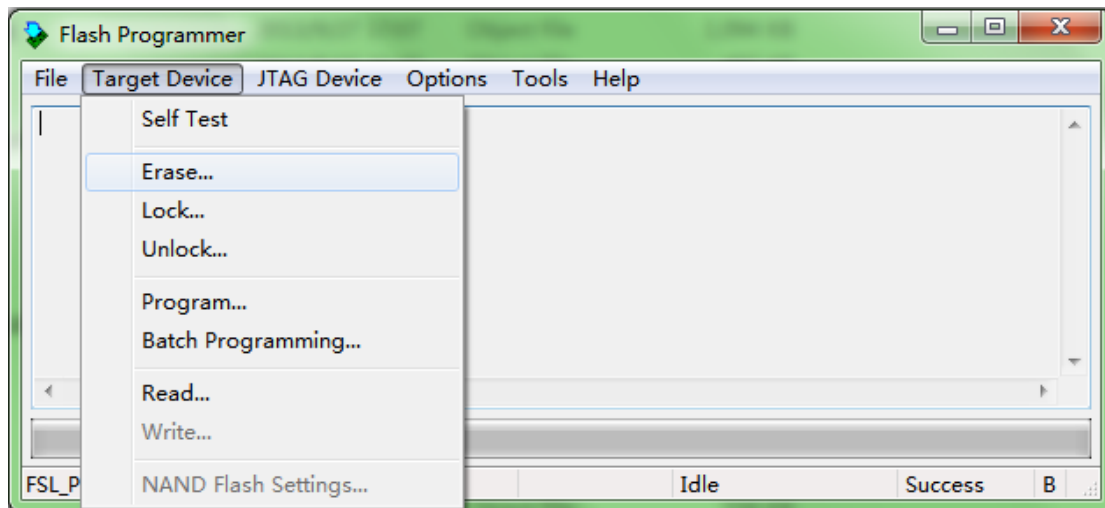 Flash Programmer
File Target Device JTAG Device Options Tools Help
Self Test
Erase...
Lock...
Unlock...
Program...
Batch Programming...
Read...
Write...
NAND Flash Settings...
FSL_P Idle Success B